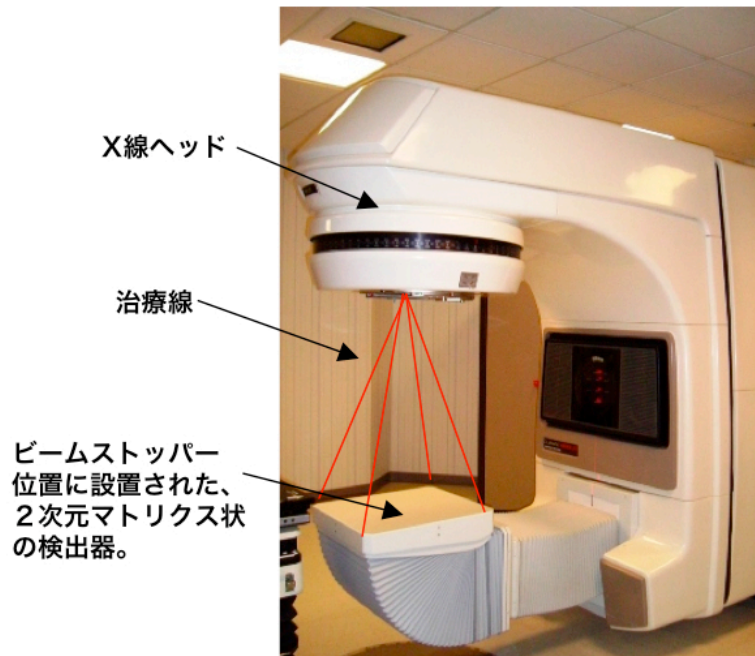 X線ヘッド
治療線
ビームストッパー
位置に設置された、
２次元マトリクス状
の検出器。